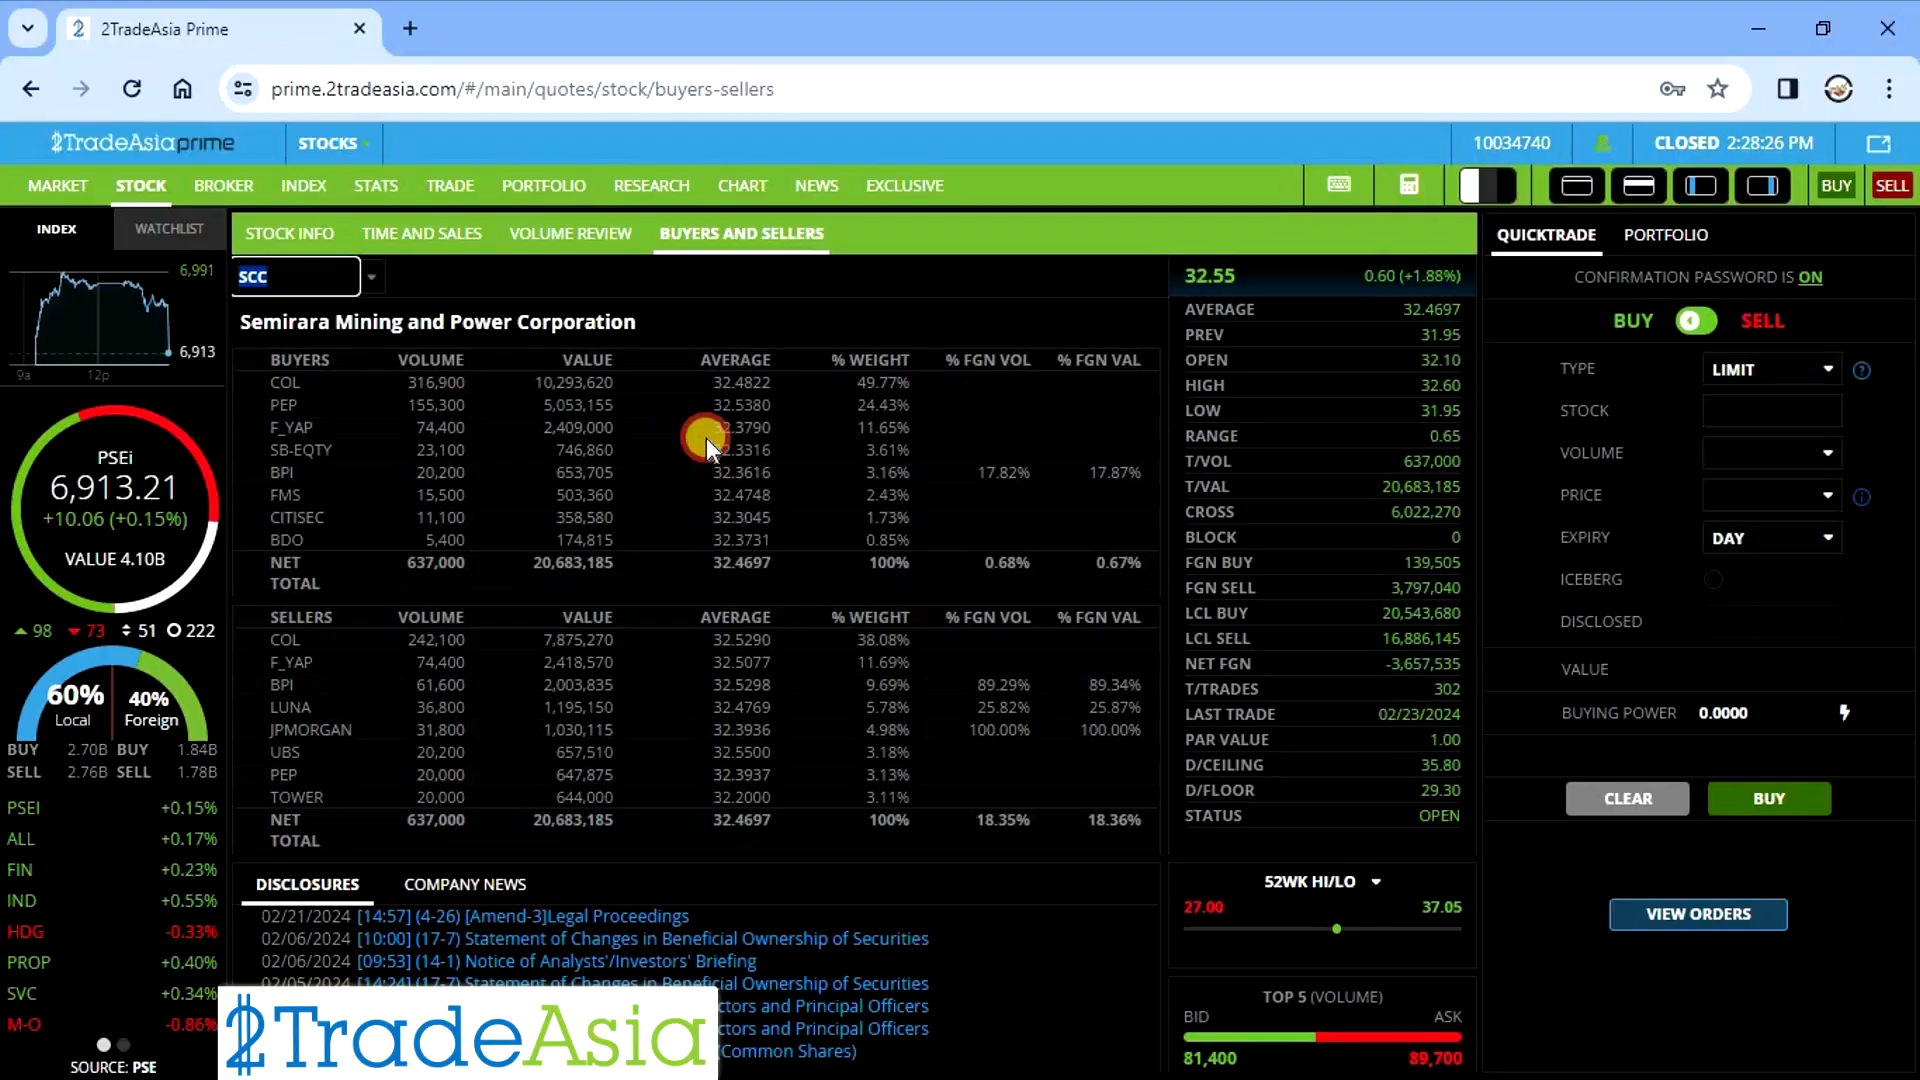 2TradeAsia Prime
prime.2tradeasia.com/#/main/quotes/stock/buyers-sellers
2TradeAsia prime
STOCKS
10034740
CLOSED 2:28:26 PM
MARKET STOCK BROKER INDEX STATS TRADE PORTFOLIO RESEARCH CHART NEWS EXCLUSIVE
BUY SELL
INDEX WATCHLIST
6,991
6,913
9a 12p
PSEi
6,913.21
+10.06 (+0.15%)
VALUE 4.10B
98 73 51 222
60% Local
40% Foreign
BUY 2.70B BUY 1.84B
SELL 2.76B SELL 1.78B
PSEI +0.15%
ALL +0.17%
FIN +0.23%
IND +0.55%
HDG -0.33%
PROP +0.40%
SVC +0.34%
M-O -0.86%
SOURCE: PSE
STOCK INFO TIME AND SALES VOLUME REVIEW BUYERS AND SELLERS
SCC
Semirara Mining and Power Corporation
BUYERS VOLUME VALUE AVERAGE % WEIGHT % FGN VOL % FGN VAL
COL 316,900 10,293,620 32.4822 49.77%
PEP 155,300 5,053,155 32.5380 24.43%
F_YAP 74,400 2,409,000 32.3790 11.65%
SB-EQTY 23,100 746,860 32.3316 3.61%
BPI 20,200 653,705 32.3616 3.16% 17.82% 17.87%
FMS 15,500 503,360 32.4748 2.43%
CITISEC 11,100 358,580 32.3045 1.73%
BDO 5,400 174,815 32.3731 0.85%
NET TOTAL 637,000 20,683,185 32.4697 100% 0.68% 0.67%
SELLERS VOLUME VALUE AVERAGE % WEIGHT % FGN VOL % FGN VAL
COL 242,100 7,875,270 32.5290 38.08%
F_YAP 74,400 2,418,570 32.5077 11.69%
BPI 61,600 2,003,835 32.5298 9.69% 89.29% 89.34%
LUNA 36,800 1,195,150 32.4769 5.78% 25.82% 25.87%
JPMORGAN 31,800 1,030,115 32.3936 4.98% 100.00% 100.00%
UBS 20,200 657,510 32.5500 3.18%
PEP 20,000 647,875 32.3937 3.13%
TOWER 20,000 644,000 32.2000 3.11%
NET TOTAL 637,000 20,683,185 32.4697 100% 18.35% 18.36%
DISCLOSURES COMPANY NEWS
02/21/2024 [14:57] (4-26) [Amend-3]Legal Proceedings
02/06/2024 [10:00] (17-7) Statement of Changes in Beneficial Ownership of Securities
02/06/2024 [09:53] (14-1) Notice of Analysts'/Investors' Briefing
02/05/2024 [14:24] (17-7) Statement of Changes in Beneficial Ownership of Securities
ctors and Principal Officers
ctors and Principal Officers
(Common Shares)
2TradeAsia
32.55 0.60 (+1.88%)
AVERAGE 32.4697
PREV 31.95
OPEN 32.10
HIGH 32.60
LOW 31.95
RANGE 0.65
T/VOL 637,000
T/VAL 20,683,185
CROSS 6,022,270
BLOCK 0
FGN BUY 139,505
FGN SELL 3,797,040
LCL BUY 20,543,680
LCL SELL 16,886,145
NET FGN -3,657,535
T/TRADES 302
LAST TRADE 02/23/2024
PAR VALUE 1.00
D/CEILING 35.80
D/FLOOR 29.30
STATUS OPEN
52WK HI/LO
27.00 37.05
TOP 5 (VOLUME)
BID ASK
81,400 89,700
QUICKTRADE PORTFOLIO
CONFIRMATION PASSWORD IS ON
BUY SELL
TYPE LIMIT
STOCK
VOLUME
PRICE
EXPIRY DAY
ICEBERG
DISCLOSED
VALUE
BUYING POWER 0.0000
CLEAR BUY
VIEW ORDERS